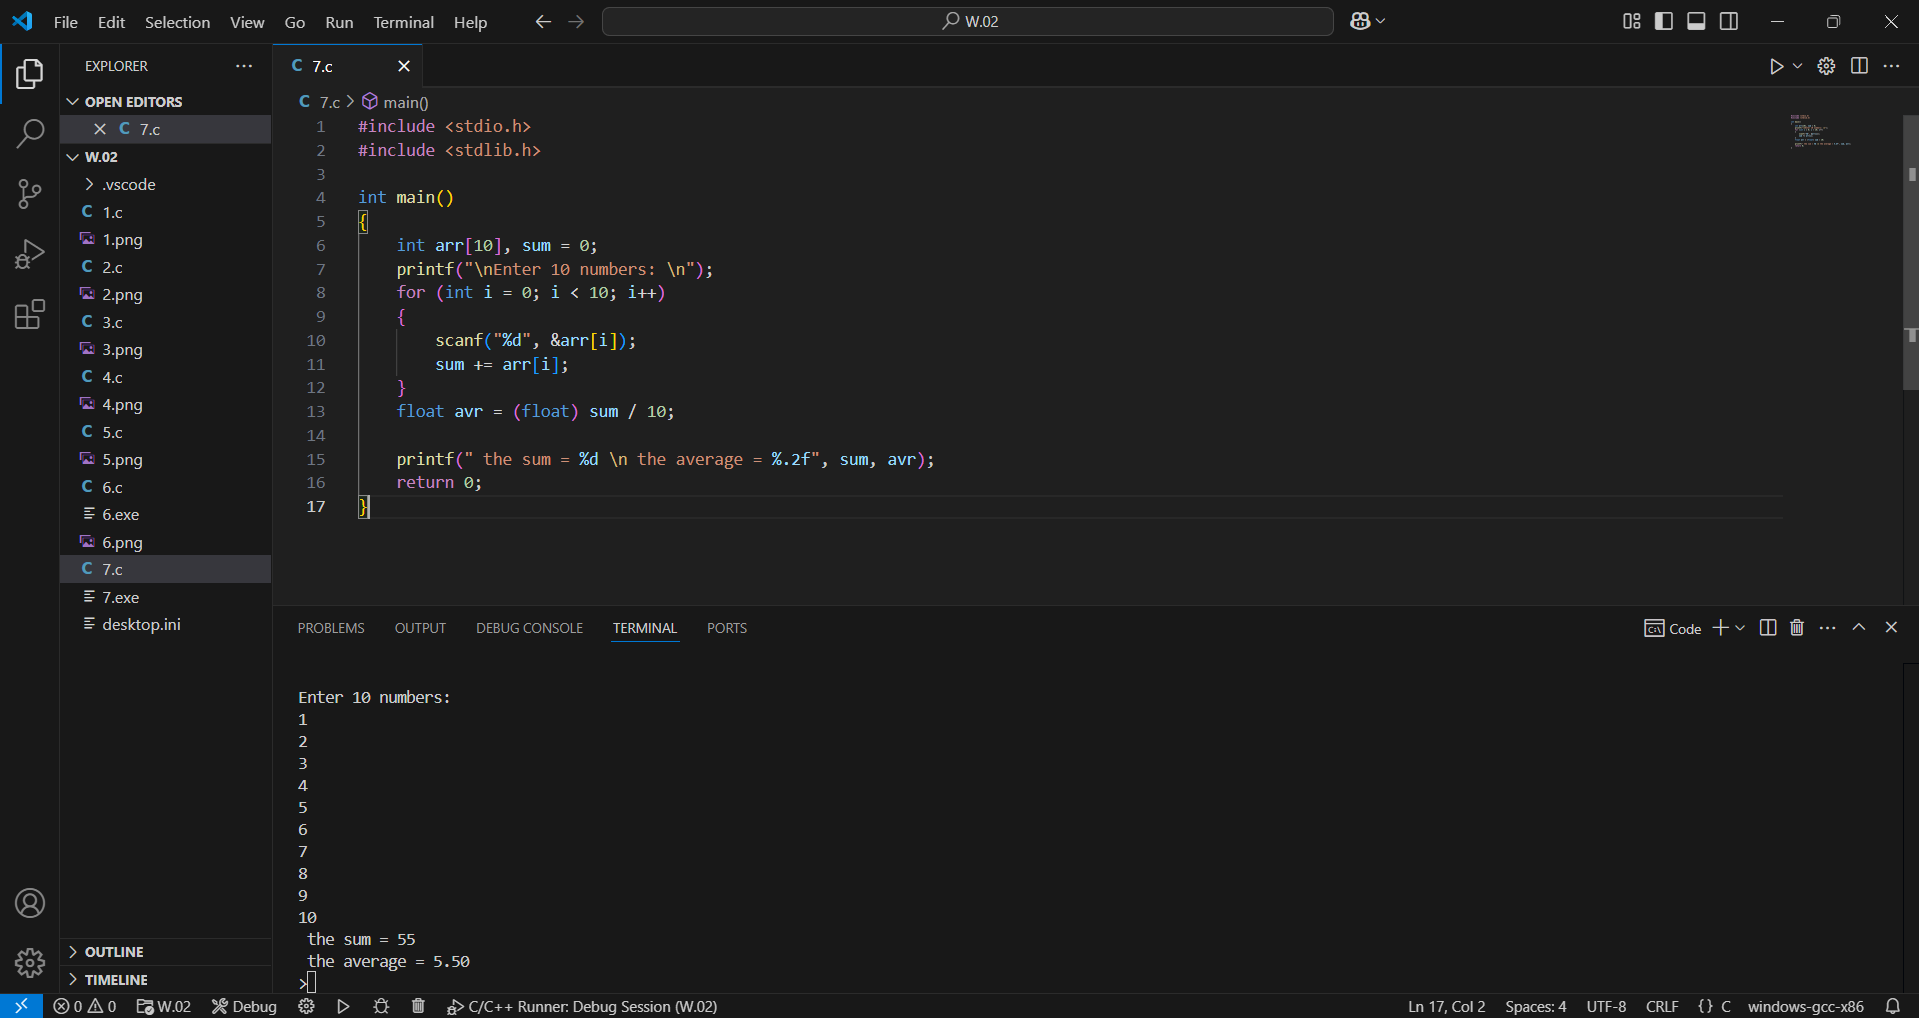 File Edit Selection View Go Run Terminal Help
W.02
EXPLORER
OPEN EDITORS
C 7.c
W.02
.vscode
C 1.c
1.png
C 2.c
2.png
C 3.c
3.png
C 4.c
4.png
C 5.c
5.png
C 6.c
6.exe
6.png
C 7.c
7.exe
desktop.ini
OUTLINE
TIMELINE
C 7.c
C 7.c > main()
1 #include <stdio.h>
2 #include <stdlib.h>
3
4 int main()
5 {
6     int arr[10], sum = 0;
7     printf("\nEnter 10 numbers: \n");
8     for (int i = 0; i < 10; i++)
9     {
10         scanf("%d", &arr[i]);
11         sum += arr[i];
12     }
13     float avr = (float) sum / 10;
14
15     printf(" the sum = %d \n the average = %.2f", sum, avr);
16     return 0;
17 }
PROBLEMS OUTPUT DEBUG CONSOLE TERMINAL PORTS
Code
Enter 10 numbers:
1
2
3
4
5
6
7
8
9
10
 the sum = 55
 the average = 5.50
>
0 0 W.02 Debug C/C++ Runner: Debug Session (W.02) Ln 17, Col 2 Spaces: 4 UTF-8 CRLF {} C windows-gcc-x86